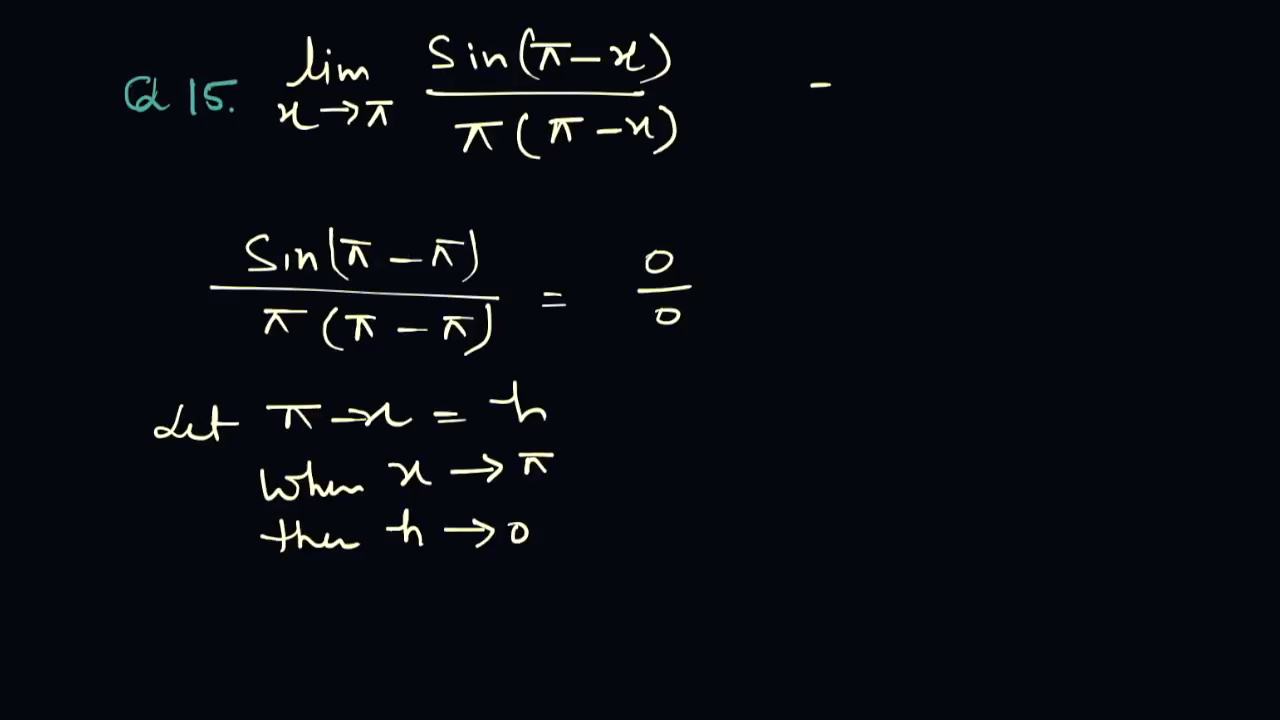 Q 15. lim x→π Sin(π-x) / π(π-x) -
Sin(π-π) / π(π-π) = 0/0
Let π-x = h
When x → π
then h → 0